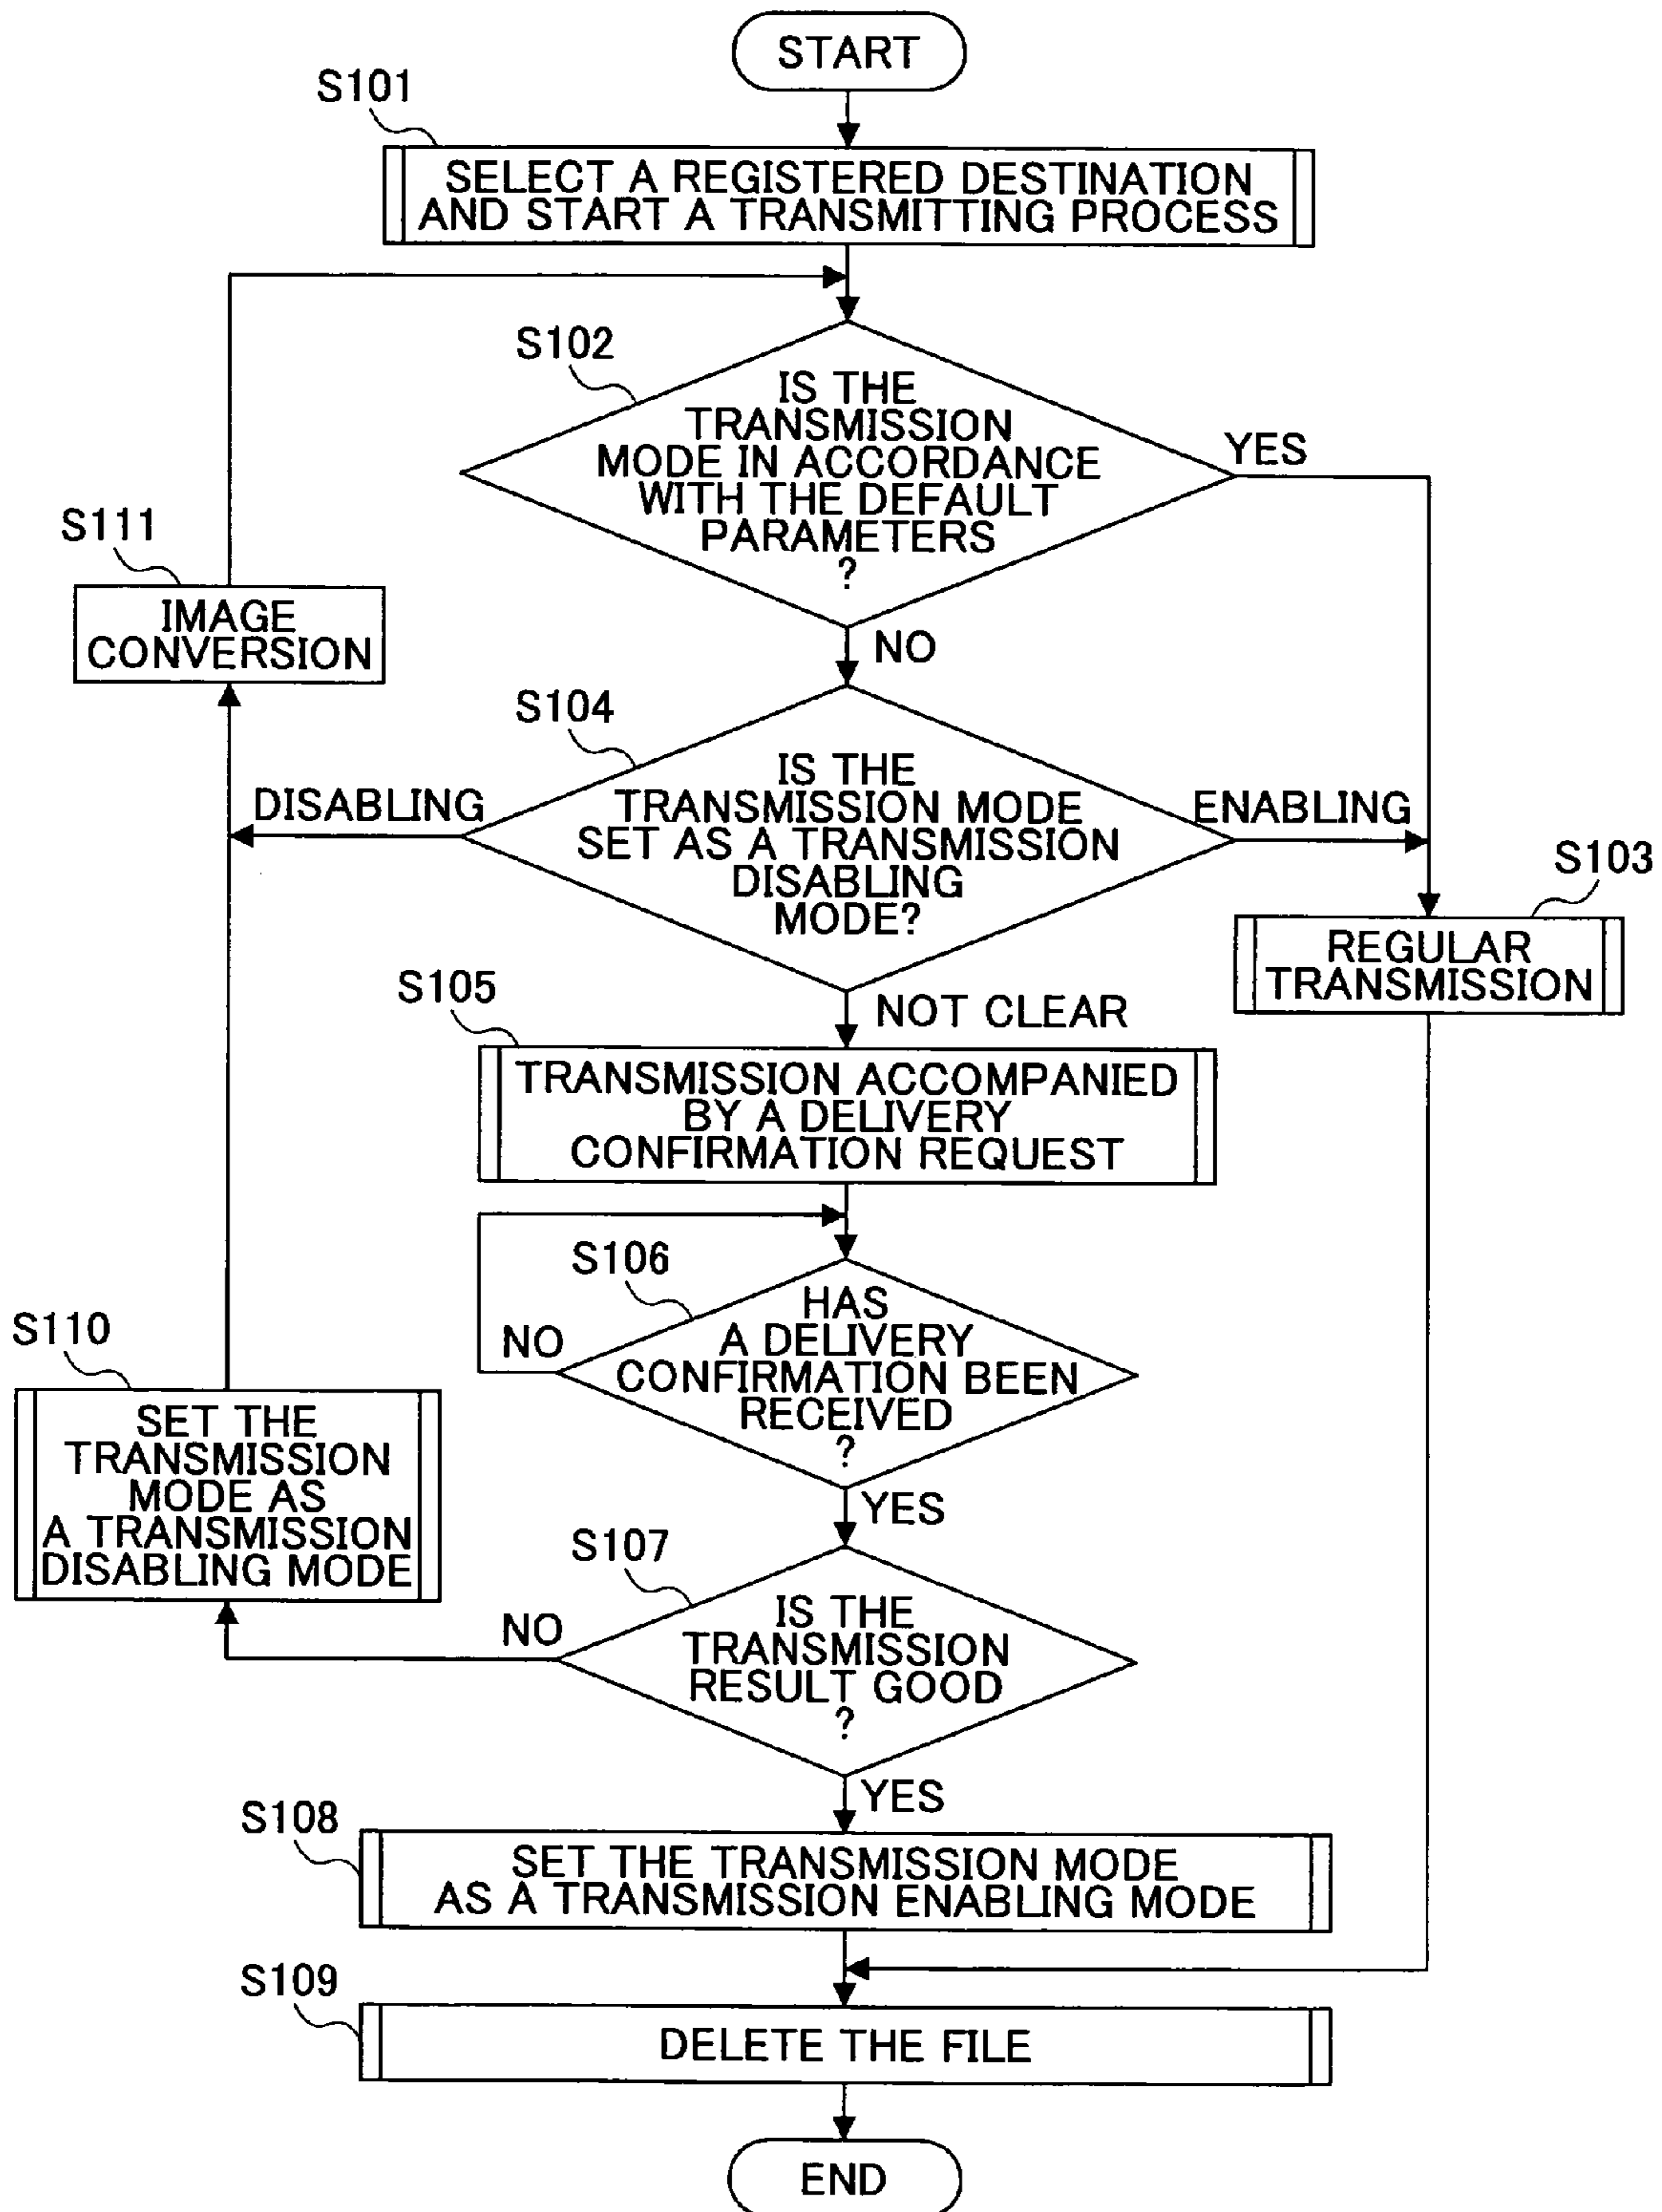 START
S101
SELECT A REGISTERED DESTINATION
AND START A TRANSMITTING PROCESS
S102
IS THE
TRANSMISSION
MODE IN ACCORDANCE
WITH THE DEFAULT
PARAMETERS
?
YES
NO
S111
IMAGE
CONVERSION
S104
IS THE
TRANSMISSION MODE
SET AS A TRANSMISSION
DISABLING
MODE?
DISABLING
ENABLING
NOT CLEAR
S103
REGULAR
TRANSMISSION
S105
TRANSMISSION ACCOMPANIED
BY A DELIVERY
CONFIRMATION REQUEST
S106
HAS
A DELIVERY
CONFIRMATION BEEN
RECEIVED
?
NO
YES
S110
SET THE
TRANSMISSION
MODE AS
A TRANSMISSION
DISABLING MODE
S107
IS THE
TRANSMISSION
RESULT GOOD
?
NO
YES
S108
SET THE TRANSMISSION MODE
AS A TRANSMISSION ENABLING MODE
S109
DELETE THE FILE
END